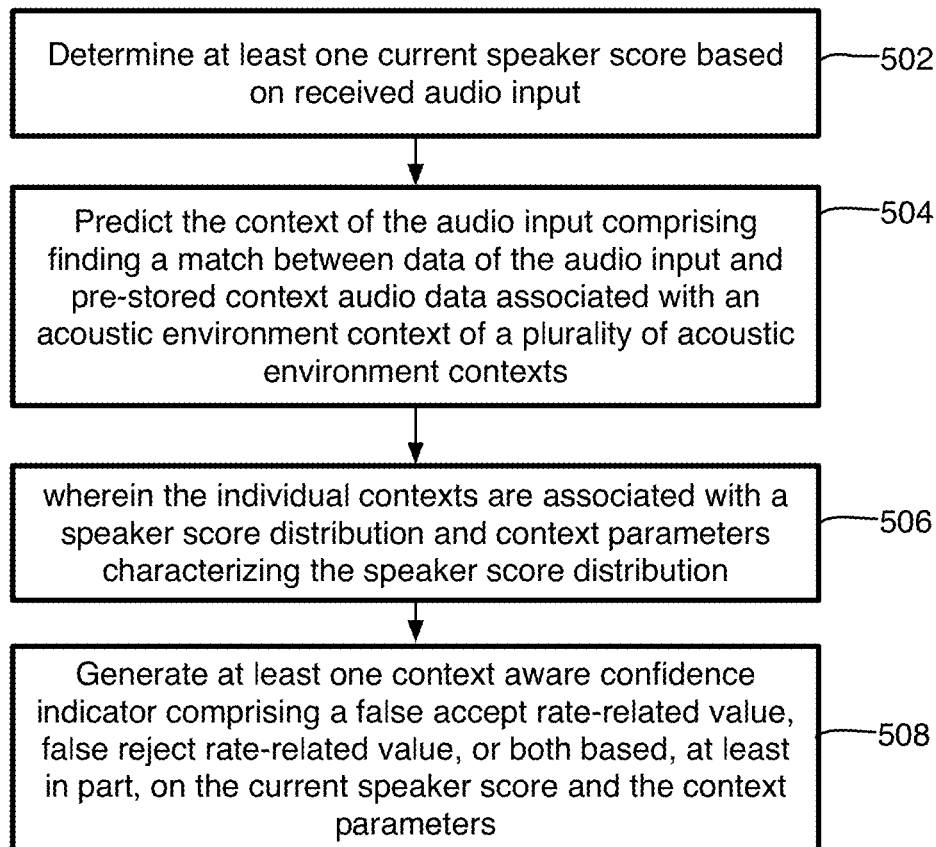 Determine at least one current speaker score based
on received audio input
502
Predict the context of the audio input comprising
finding a match between data of the audio input and
pre-stored context audio data associated with an
acoustic environment context of a plurality of acoustic
environment contexts
504
wherein the individual contexts are associated with a
speaker score distribution and context parameters
characterizing the speaker score distribution
506
Generate at least one context aware confidence
indicator comprising a false accept rate-related value,
false reject rate-related value, or both based, at least
in part, on the current speaker score and the context
parameters
508